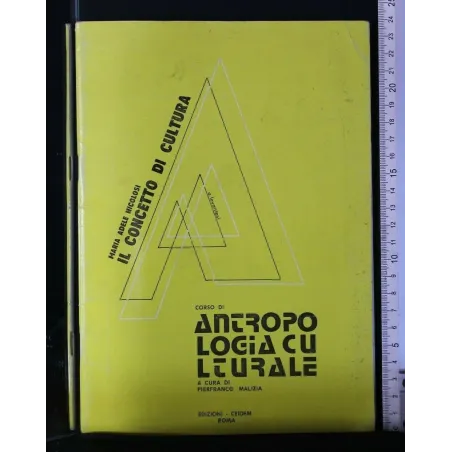 MARIA ADELE NICOLOSI
IL CONCETTO DI CULTURA
CORSO DI
ANTROPO
LOGIA CU
LTURALE
A CURA DI
PIERFRANCO MALIZIA
EDIZIONI - CEIDEM
ROMA